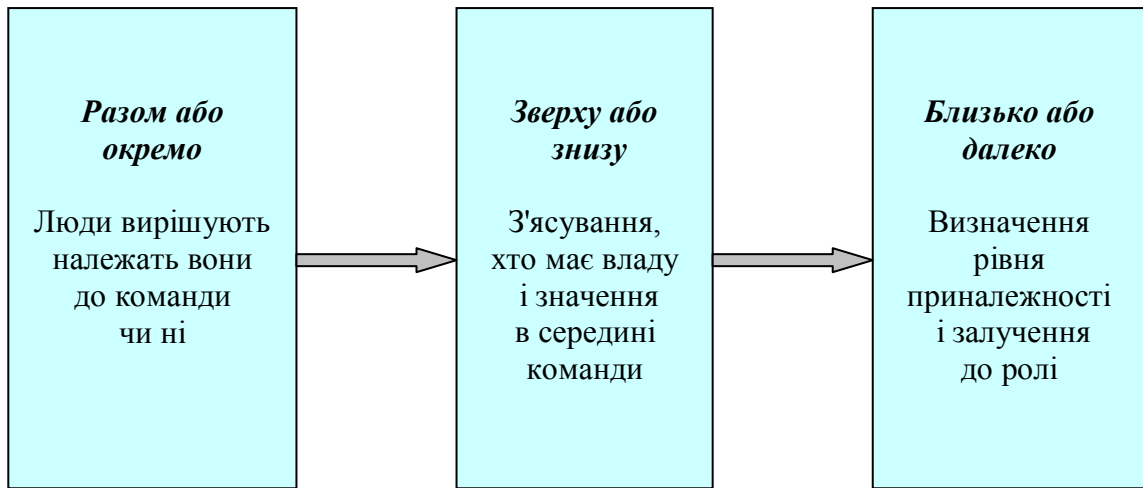 Разом або
окремо
Люди вирішують
належать вони
до команди
чи ні
Зверху або
знизу
З'ясування,
хто має владу
і значення
в середині
команди
Близько або
далеко
Визначення
рівня
приналежності
і залучення
до ролі